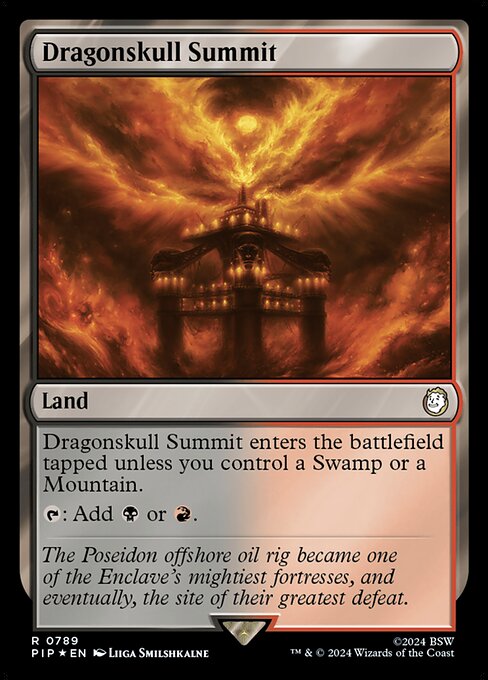 Dragonskull Summit
Land
Dragonskull Summit enters the battlefield
tapped unless you control a Swamp or a
Mountain.
: Add or .
The Poseidon offshore oil rig became one
of the Enclave's mightiest fortresses, and
eventually, the site of their greatest defeat.
R 0789
PIP★EN LIIGA SMILSHKALNE
©2024 BSW
™ & © 2024 Wizards of the Coast